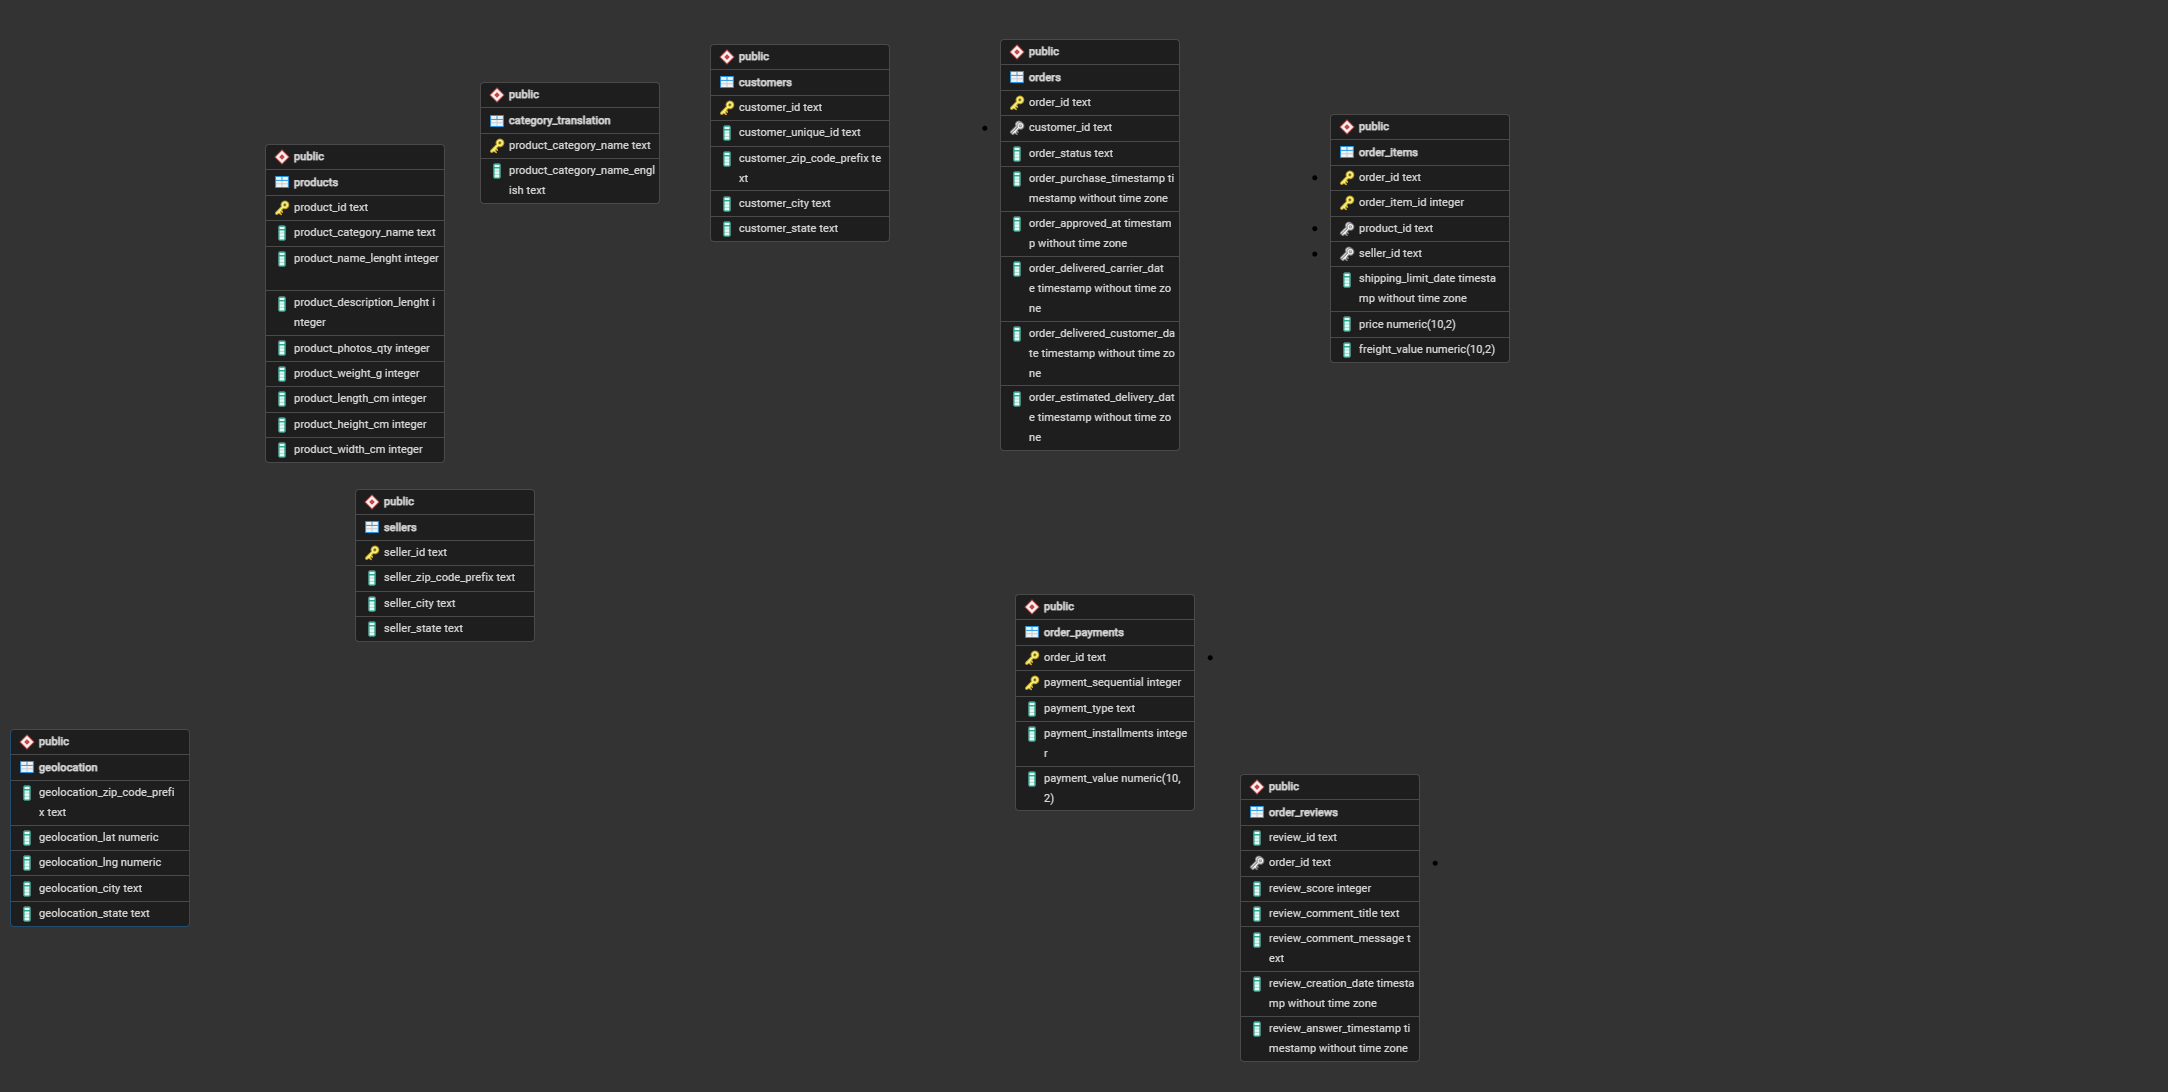 public
products
product_id text
product_category_name text
product_name_lenght integer
product_description_lenght i
nteger
product_photos_qty integer
product_weight_g integer
product_length_cm integer
product_height_cm integer
product_width_cm integer
public
category_translation
product_category_name text
product_category_name_engl
ish text
public
customers
customer_id text
customer_unique_id text
customer_zip_code_prefix te
xt
customer_city text
customer_state text
public
orders
order_id text
customer_id text
order_status text
order_purchase_timestamp ti
mestamp without time zone
order_approved_at timestam
p without time zone
order_delivered_carrier_dat
e timestamp without time zo
ne
order_delivered_customer_da
te timestamp without time zo
ne
order_estimated_delivery_dat
e timestamp without time zo
ne
public
order_items
order_id text
order_item_id integer
product_id text
seller_id text
shipping_limit_date timesta
mp without time zone
price numeric(10,2)
freight_value numeric(10,2)
public
sellers
seller_id text
seller_zip_code_prefix text
seller_city text
seller_state text
public
geolocation
geolocation_zip_code_prefi
x text
geolocation_lat numeric
geolocation_lng numeric
geolocation_city text
geolocation_state text
public
order_payments
order_id text
payment_sequential integer
payment_type text
payment_installments intege
r
payment_value numeric(10,
2)
public
order_reviews
review_id text
order_id text
review_score integer
review_comment_title text
review_comment_message t
ext
review_creation_date timesta
mp without time zone
review_answer_timestamp ti
mestamp without time zone